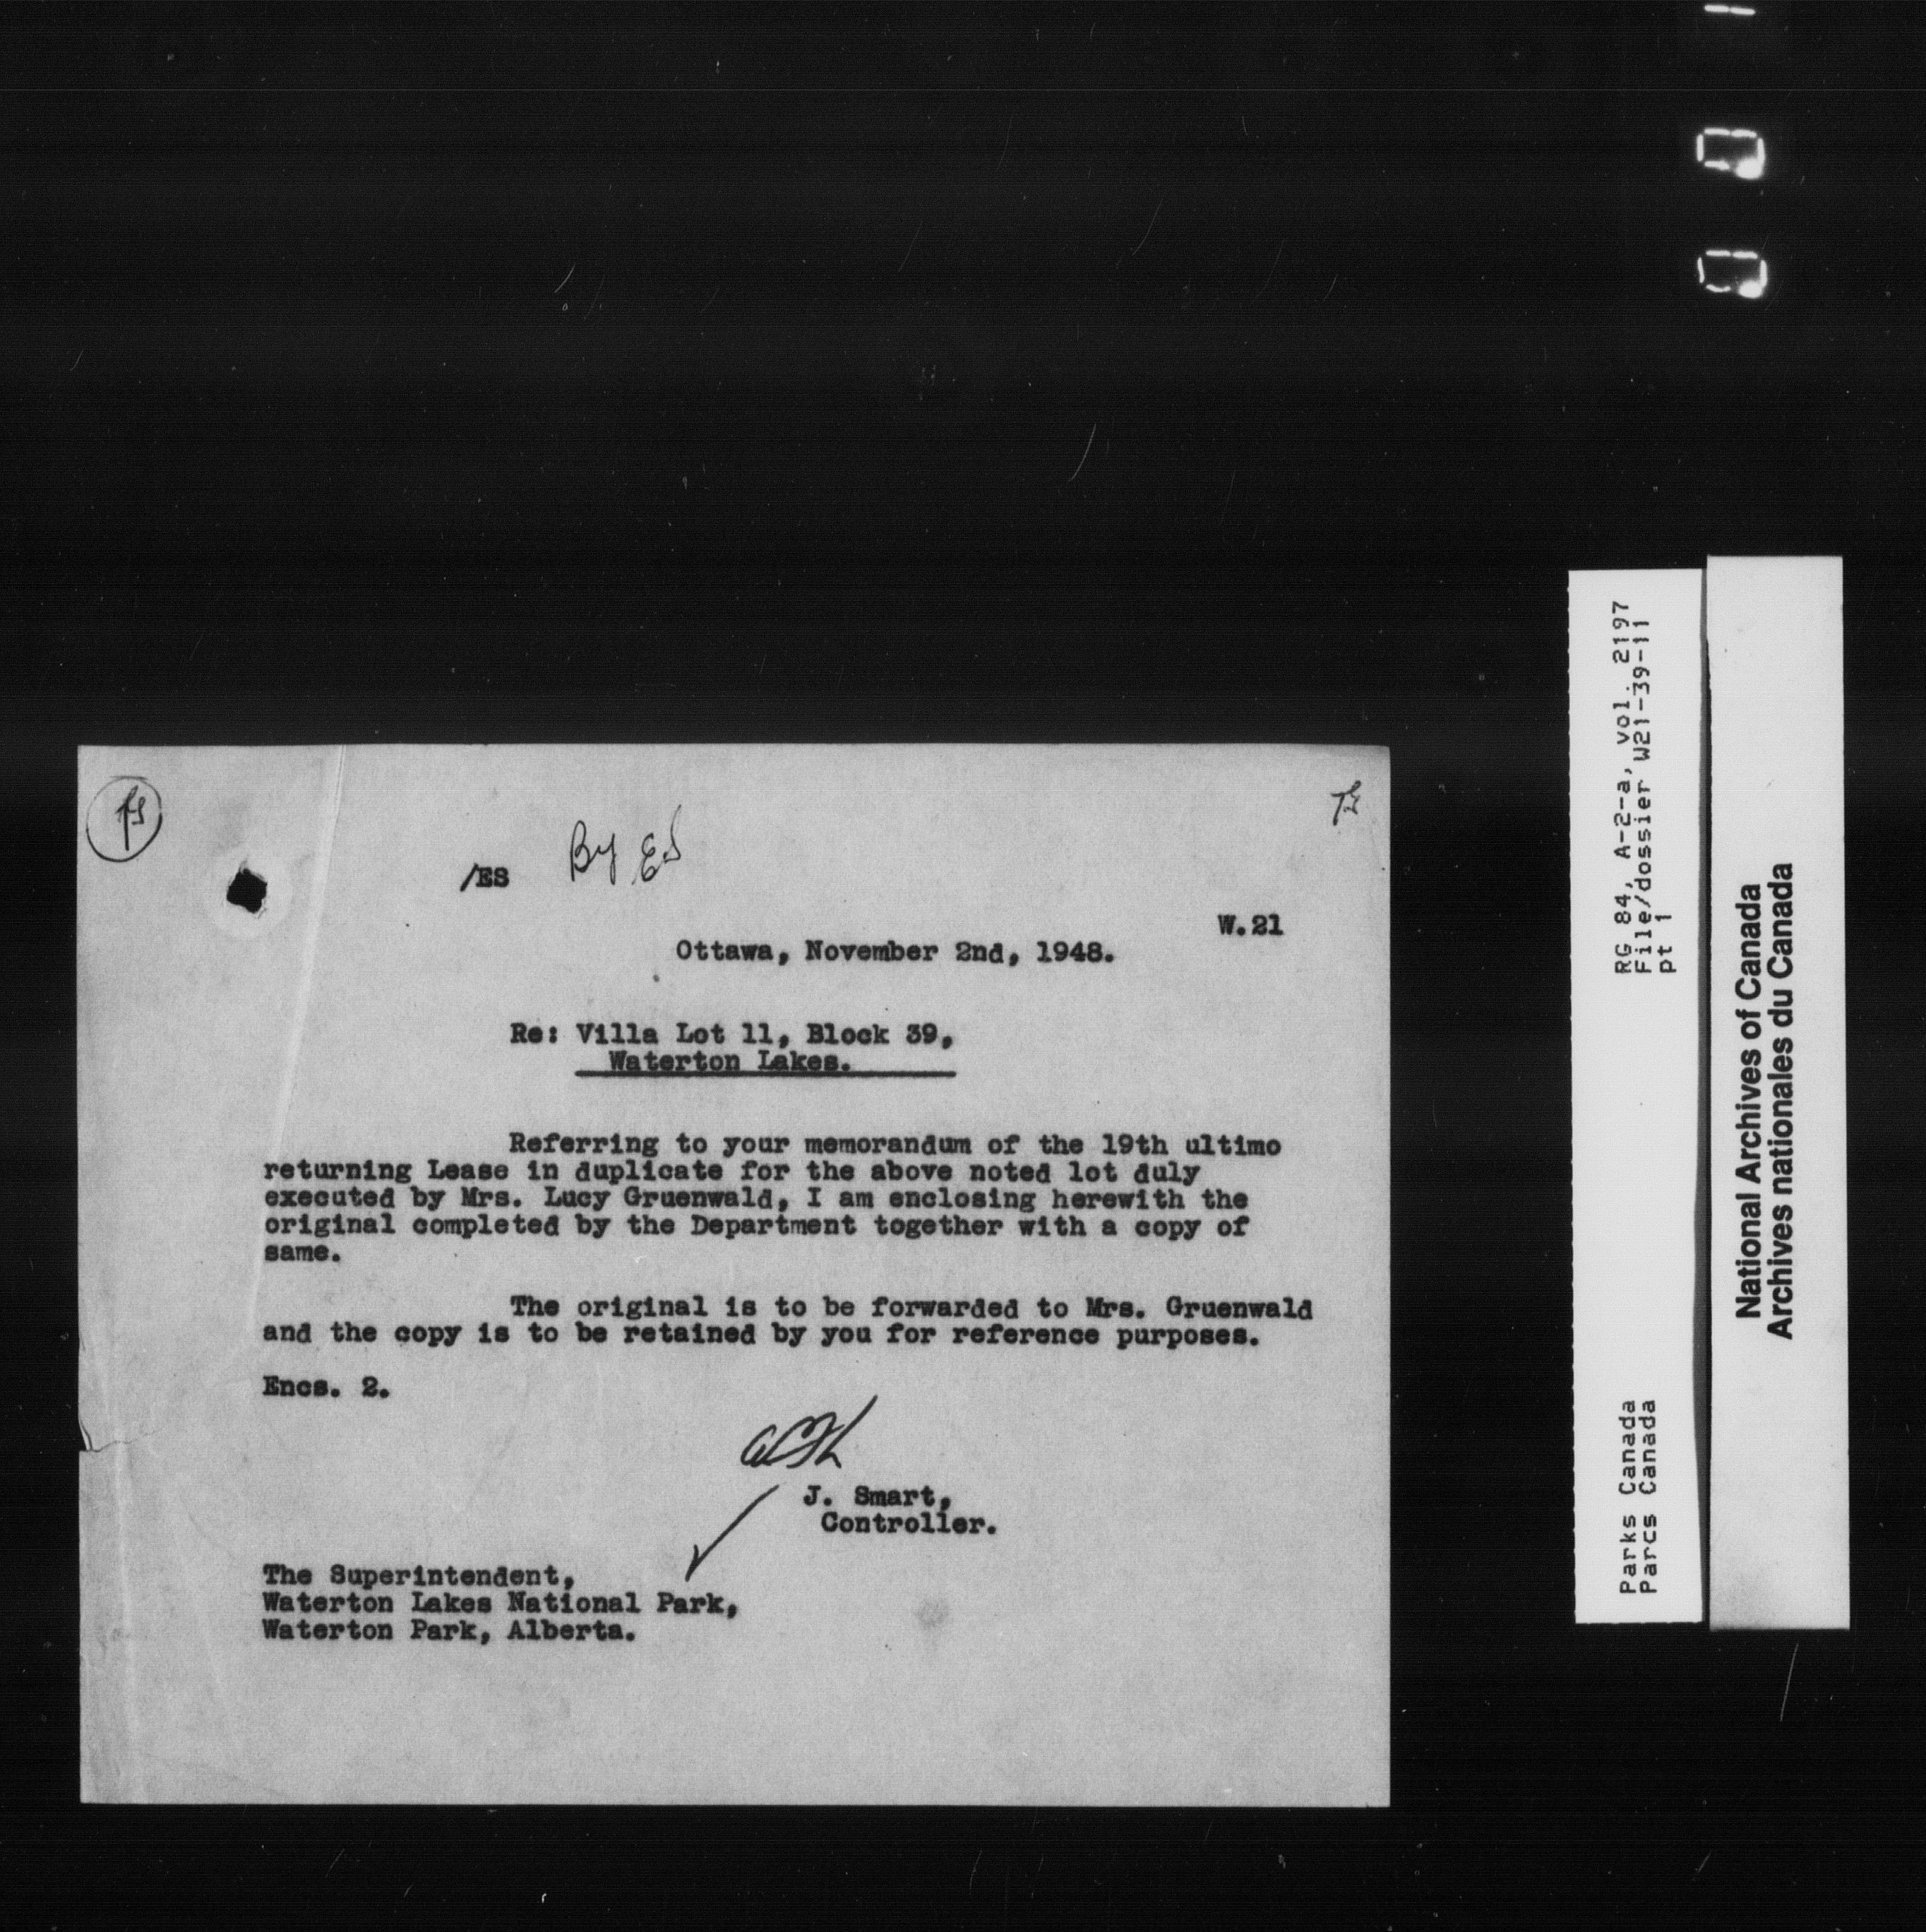 /ES By ES
W.21
Ottawa, November 2nd, 1948.
Re: Villa Lot 11, Block 39,
Waterton Lakes.
Referring to your memorandum of the 19th ultimo
returning Lease in duplicate for the above noted lot duly
executed by Mrs. Lucy Gruenwald, I am enclosing herewith the
original completed by the Department together with a copy of
same.
The original is to be forwarded to Mrs. Gruenwald
and the copy is to be retained by you for reference purposes.
Encs. 2.
J. Smart,
Controller.
The Superintendent,
Waterton Lakes National Park,
Waterton Park, Alberta.
RG 84, A-2-a, vol. 2197
File/dossier W21-39-11
pt 1
Parks Canada
Parcs Canada
National Archives of Canada
Archives nationales du Canada